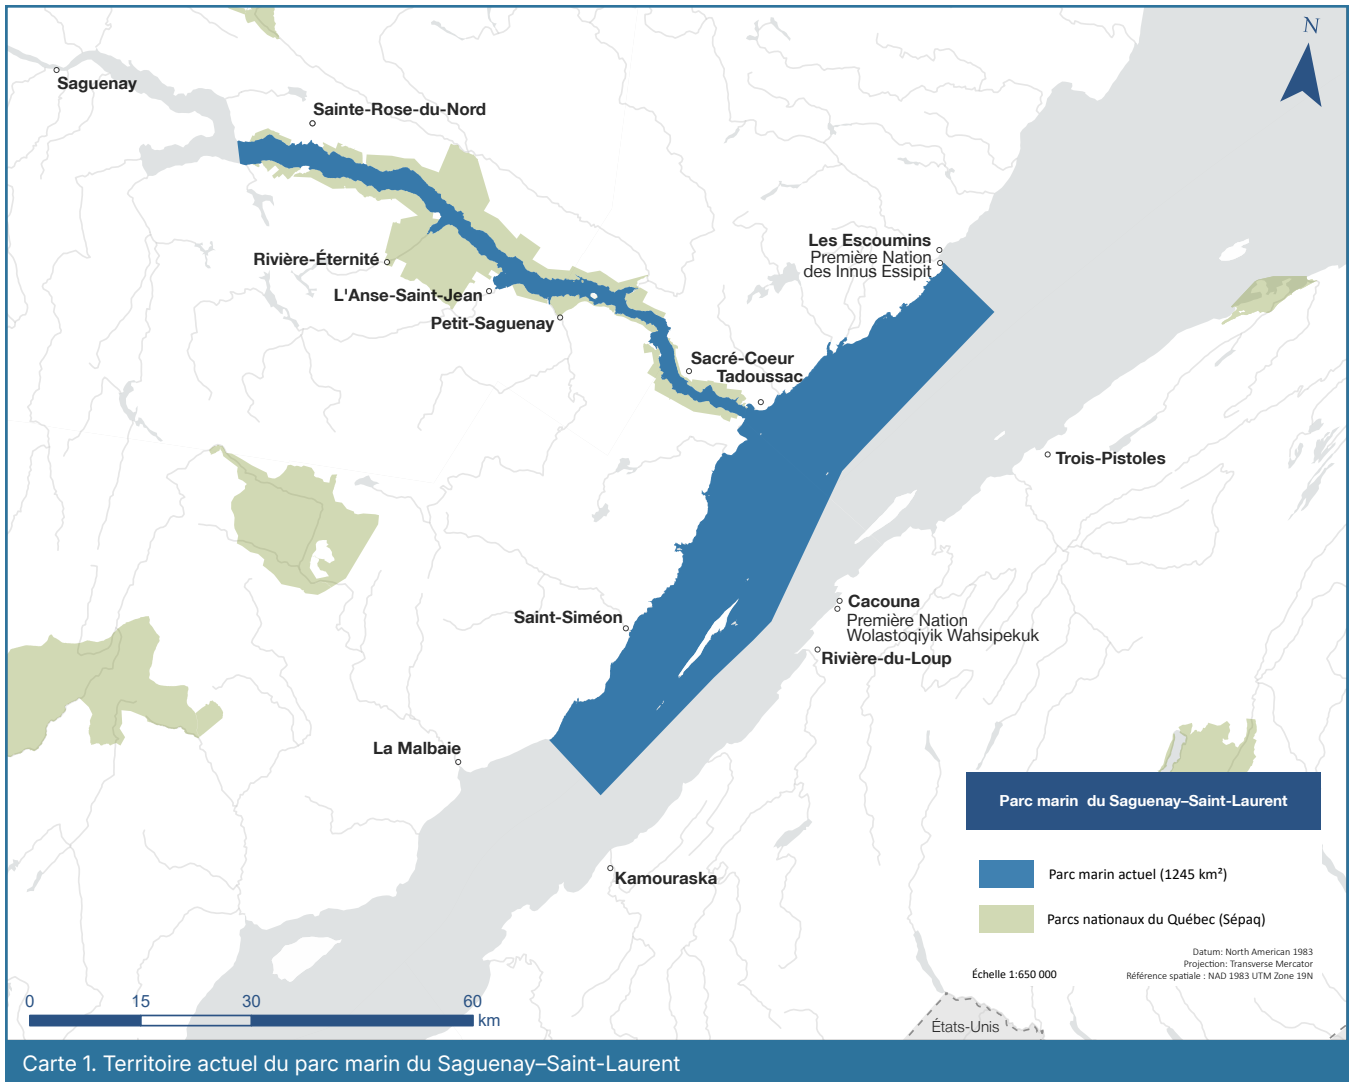 N
Saguenay
Sainte-Rose-du-Nord
Les Escoumins
Première Nation
des Innus Essipit
Rivière-Éternité
L'Anse-Saint-Jean
Petit-Saguenay
Sacré-Coeur
Tadoussac
Trois-Pistoles
Cacouna
Première Nation
Wolastoqiyik Wahsipekuk
Saint-Siméon
Rivière-du-Loup
La Malbaie
Kamouraska
Parc marin du Saguenay–Saint-Laurent
Parc marin actuel (1245 km²)
Parcs nationaux du Québec (Sépaq)
Datum: North American 1983
Projection: Transverse Mercator
Référence spatiale : NAD 1983 UTM Zone 19N
Échelle 1:650 000
États-Unis
0 15 30 60
km
Carte 1. Territoire actuel du parc marin du Saguenay–Saint-Laurent